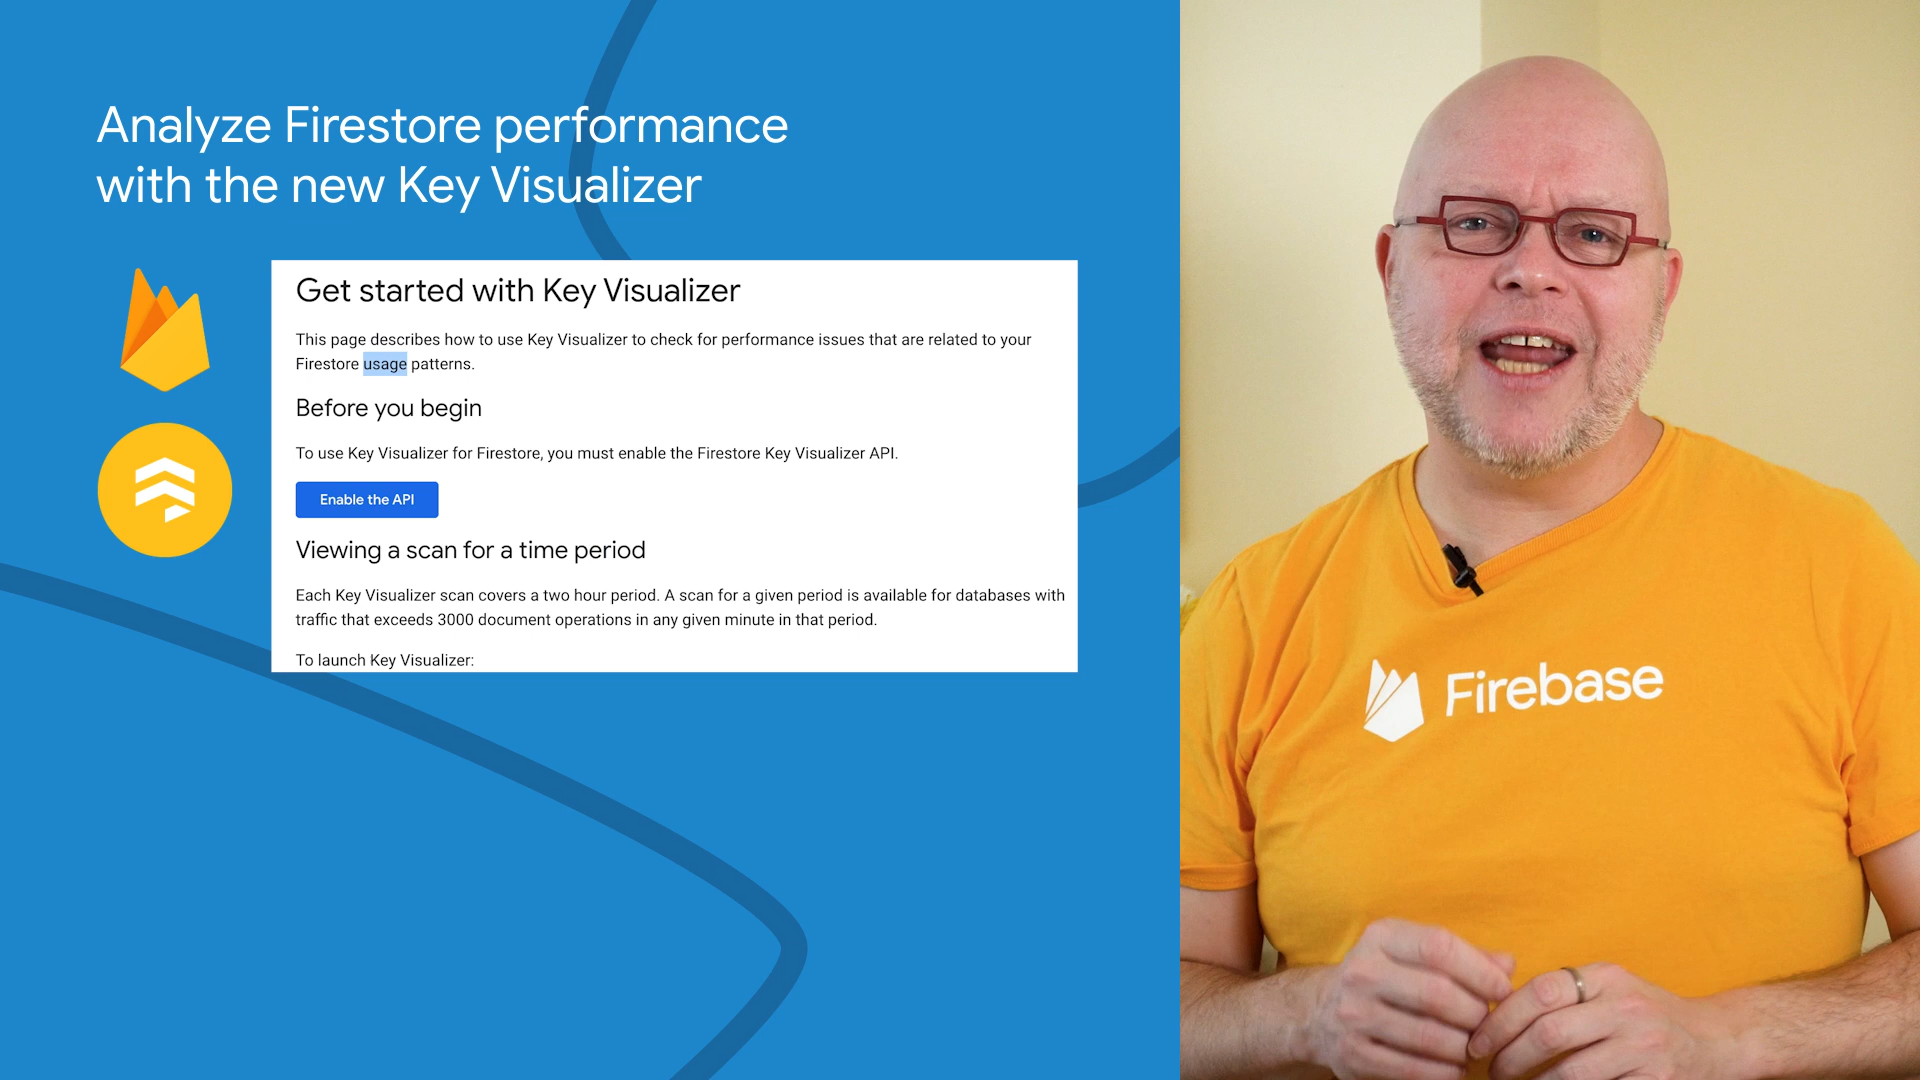 Analyze Firestore performance
with the new Key Visualizer
Get started with Key Visualizer
This page describes how to use Key Visualizer to check for performance issues that are related to your
Firestore usage patterns.
Before you begin
To use Key Visualizer for Firestore, you must enable the Firestore Key Visualizer API.
Enable the API
Viewing a scan for a time period
Each Key Visualizer scan covers a two hour period. A scan for a given period is available for databases with
traffic that exceeds 3000 document operations in any given minute in that period.
To launch Key Visualizer:
Firebase